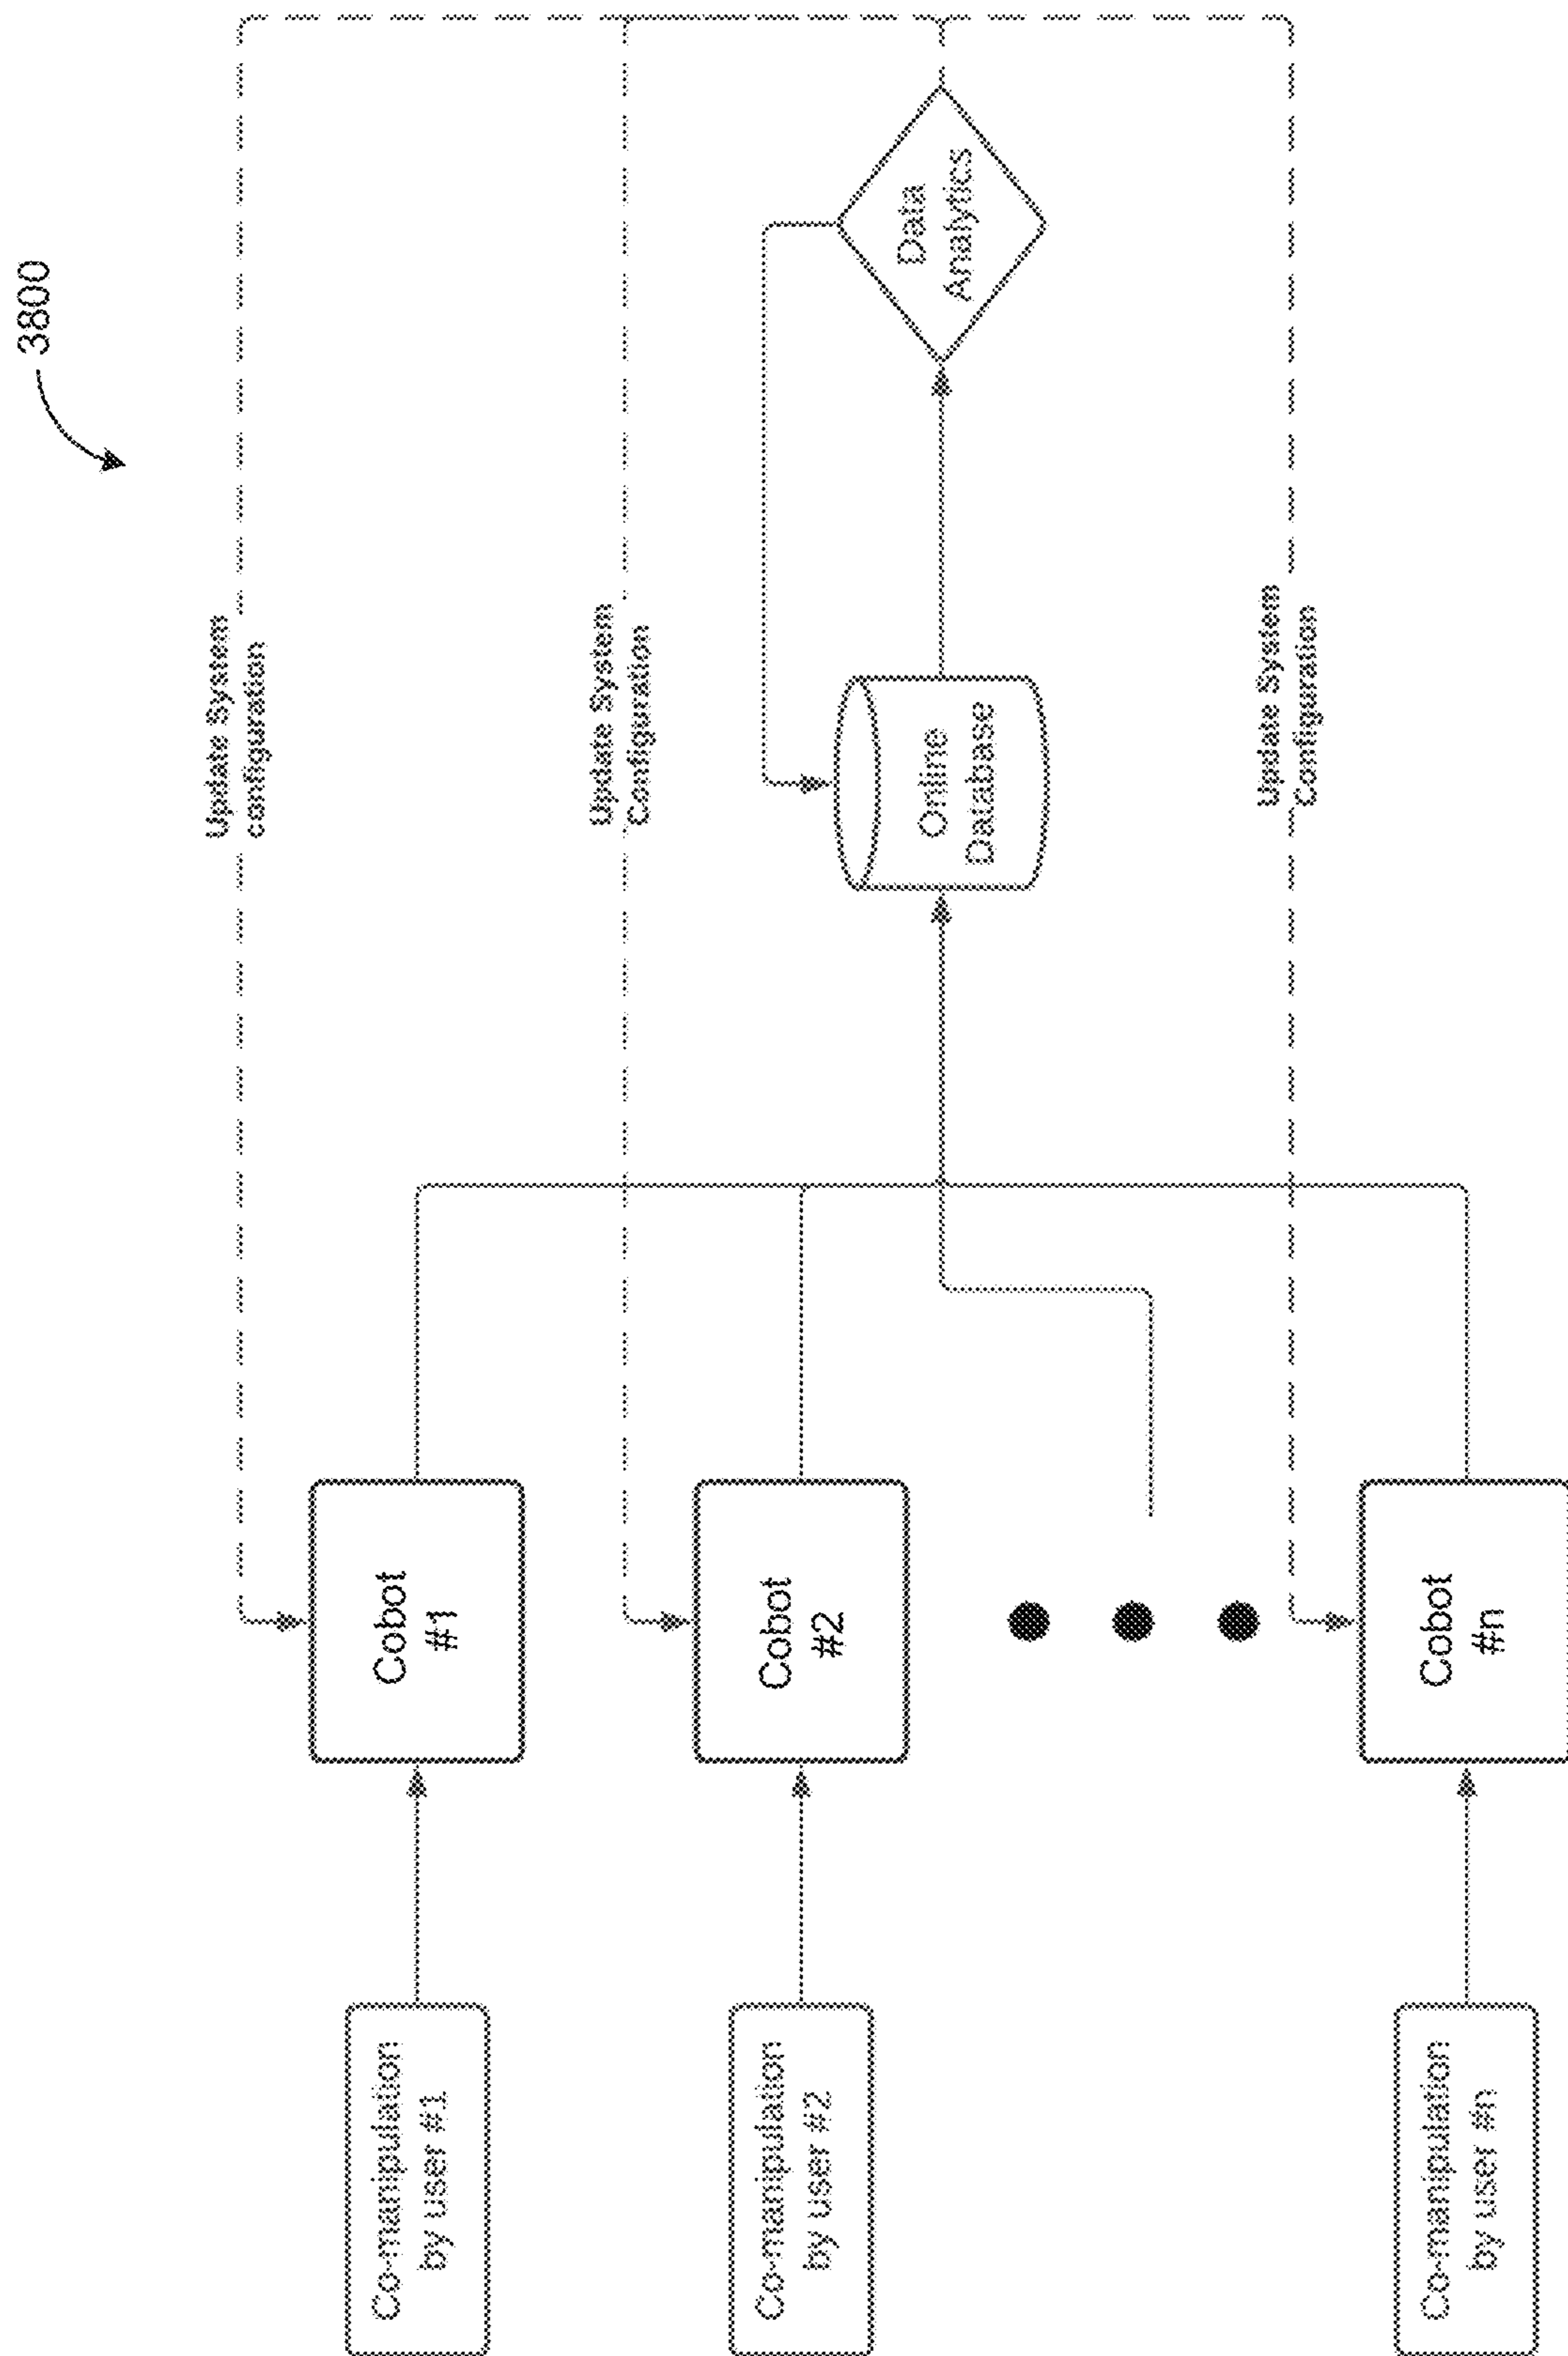 3800
Update System
configuration
Co-manipulation
by user #1
Cobot
#1
Update System
Configuration
Co-manipulation
by user #2
Cobot
#2
Online
Database
Data
Analytics
Update System
Configuration
Co-manipulation
by user #n
Cobot
#n